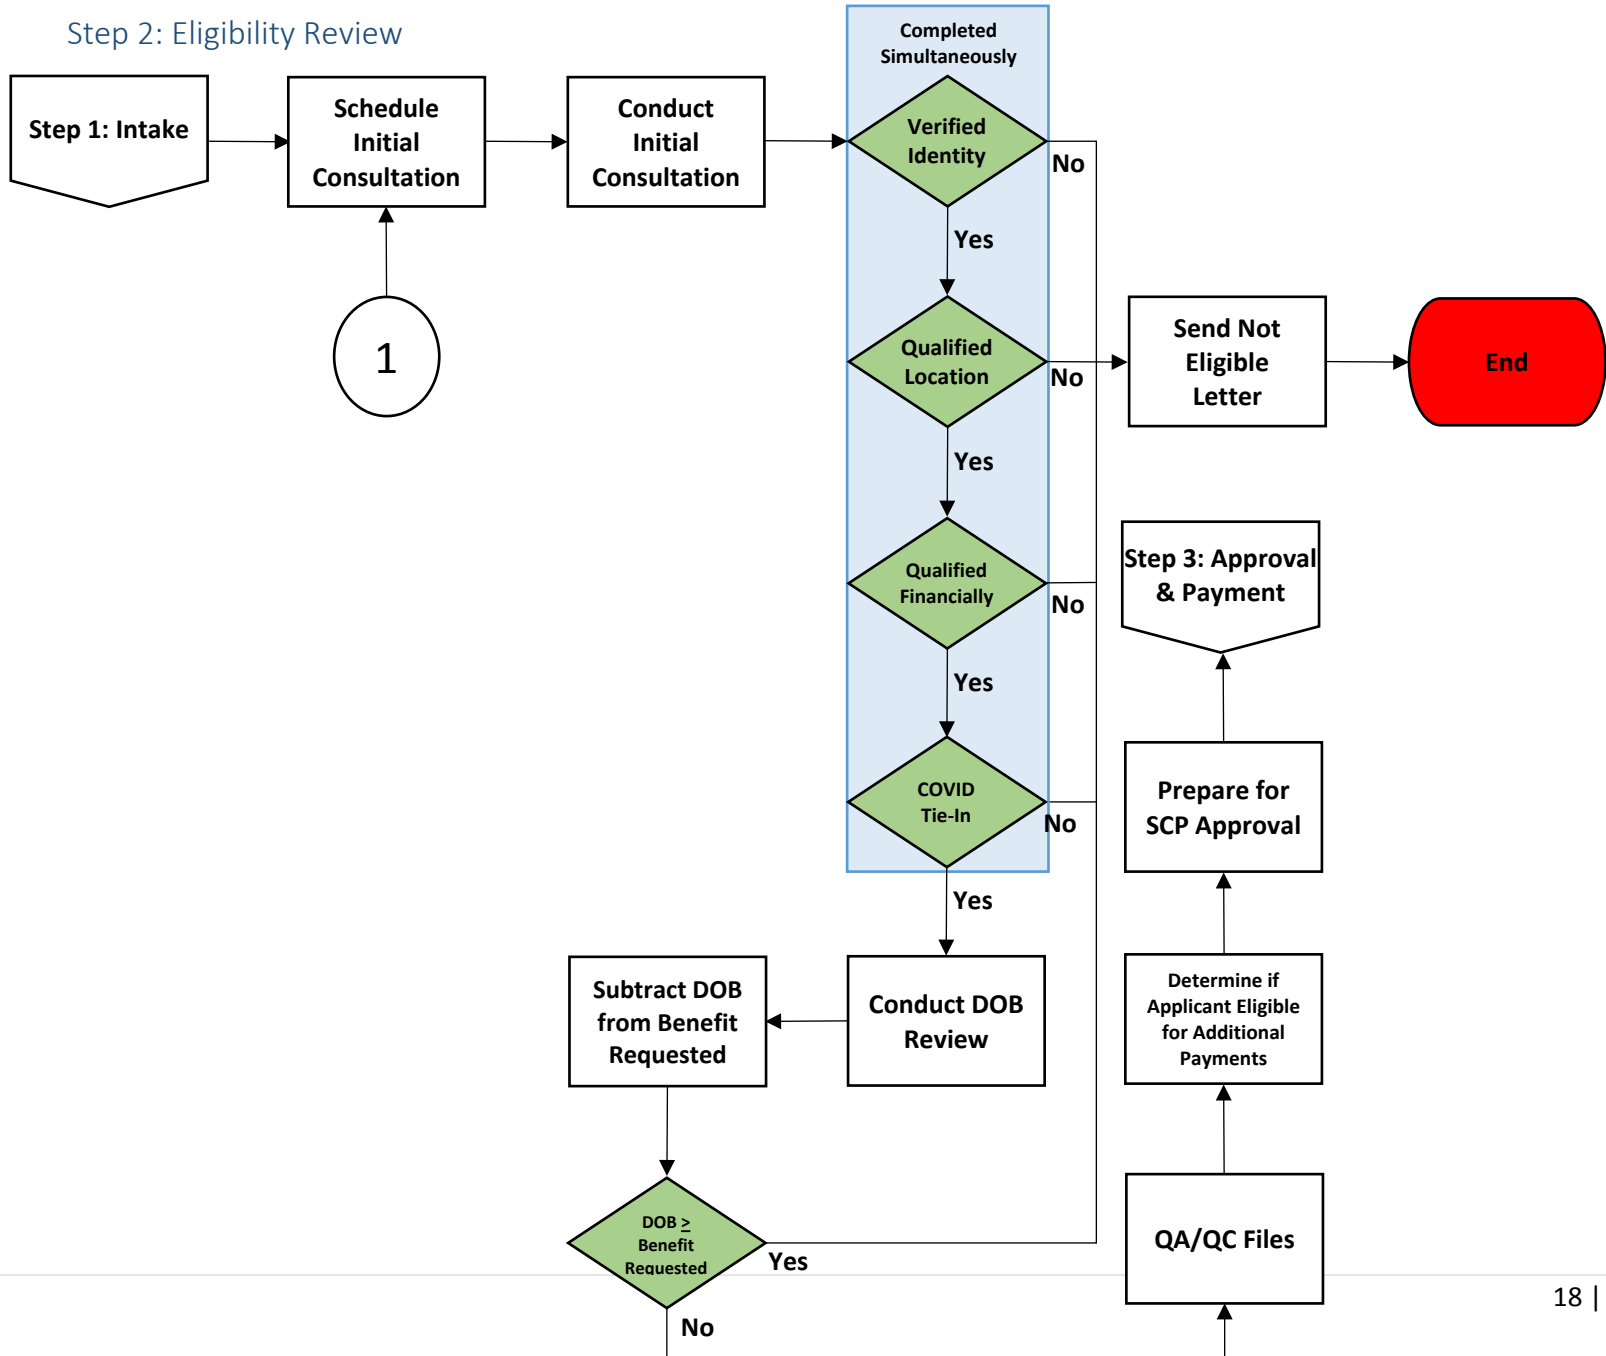 Step 2: Eligibility Review
Completed
Simultaneously
Step 1: Intake
Schedule
Initial
Consultation
Conduct
Initial
Consultation
Verified
Identity
No
Yes
1
Qualified
Location
No
Send Not
Eligible
Letter
End
Yes
Qualified
Financially
No
Step 3: Approval
& Payment
Yes
COVID
Tie-In
No
Prepare for
SCP Approval
Yes
Subtract DOB
from Benefit
Requested
Conduct DOB
Review
Determine if
Applicant Eligible
for Additional
Payments
DOB ≥
Benefit
Requested
Yes
QA/QC Files
No
18 |